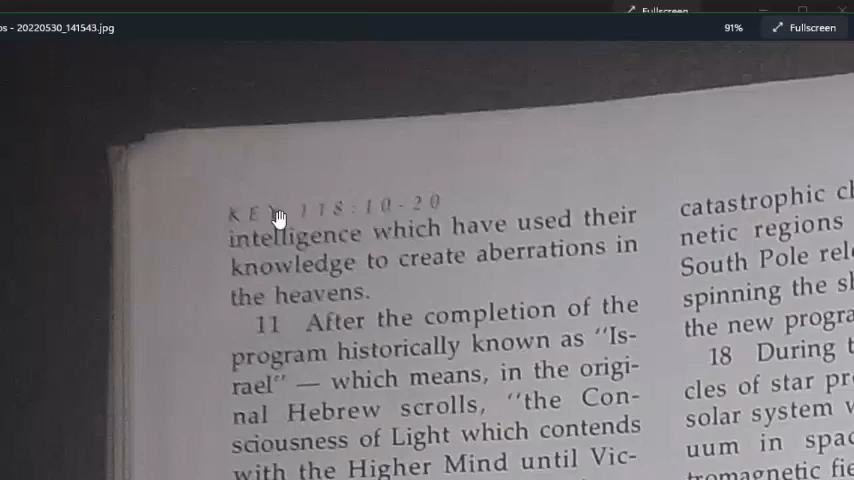 Fullscreen
os - 20220530_141543.jpg
91%
Fullscreen
KEY 118:10-20
intelligence which have used their
knowledge to create aberrations in
the heavens.
11 After the completion of the
program historically known as "Is-
rael" — which means, in the origi-
nal Hebrew scrolls, "the Con-
sciousness of Light which contends
with the Higher Mind until Vic-
catastrophic
netic regions
South Pole
spinning the
the new
18 During
cles of star
solar system
uum in